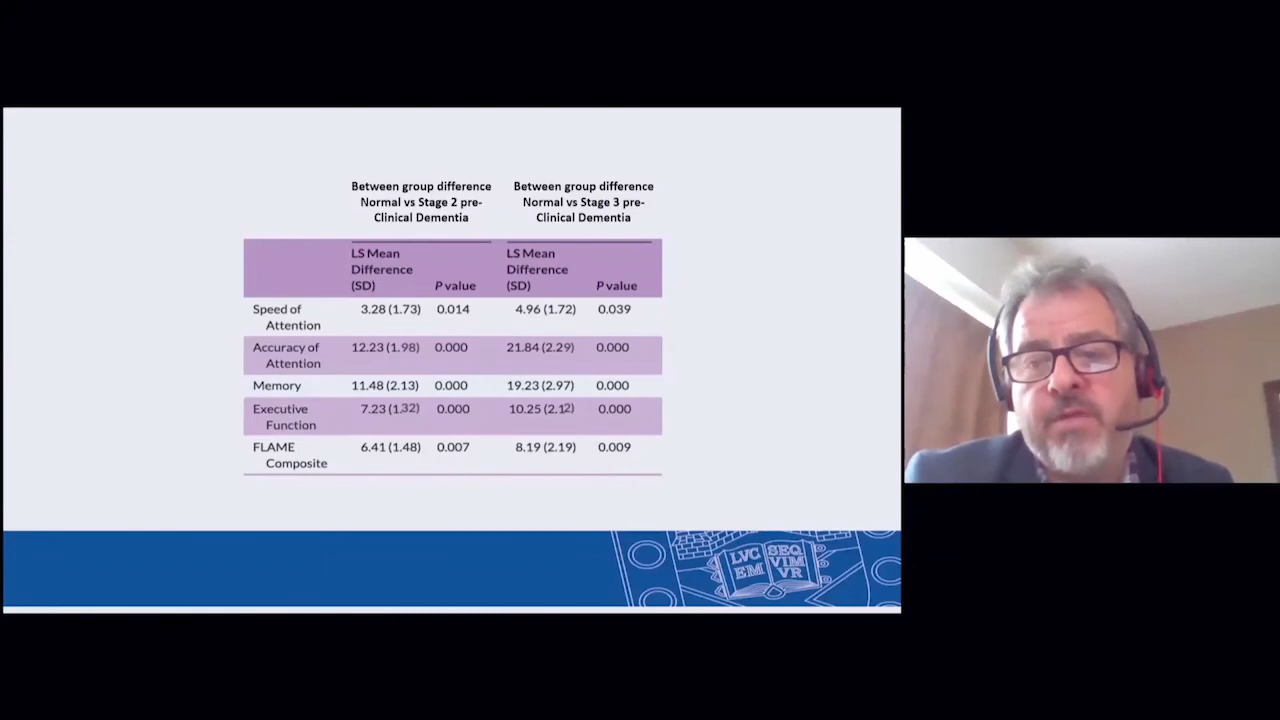 Between group difference Between group difference
Normal vs Stage 2 pre- Normal vs Stage 3 pre-
Clinical Dementia Clinical Dementia
LS Mean LS Mean
Difference Difference
(SD) P value (SD) P value
Speed of 3.28 (1.73) 0.014 4.96 (1.72) 0.039
Attention
Accuracy of 12.23 (1.98) 0.000 21.84 (2.29) 0.000
Attention
Memory 11.48 (2.13) 0.000 19.23 (2.97) 0.000
Executive 7.23 (1.32) 0.000 10.25 (2.12) 0.000
Function
FLAME 6.41 (1.48) 0.007 8.19 (2.19) 0.009
Composite
LVC SEQ
EM VIM
VR